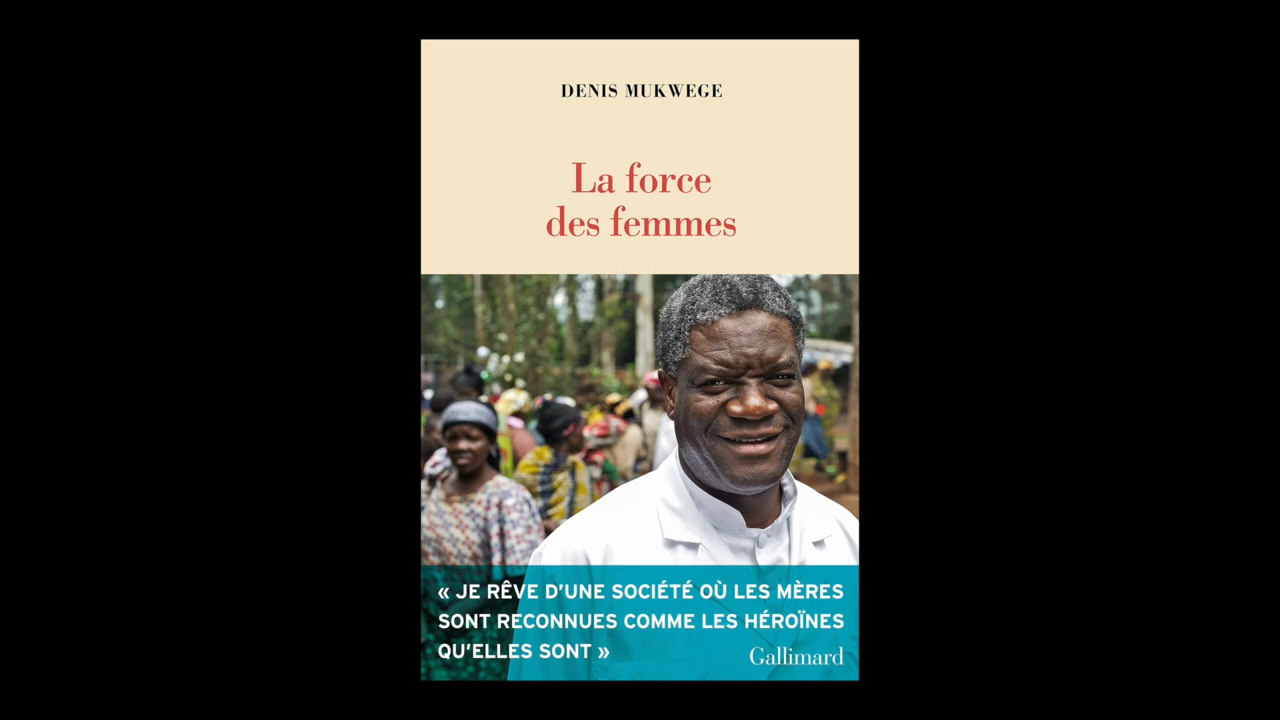 DENIS MUKWEGE
La force
des femmes
« JE RÊVE D’UNE SOCIÉTÉ OÙ LES MÈRES
SONT RECONNUES COMME LES HÉROÏNES
QU’ELLES SONT »
Gallimard